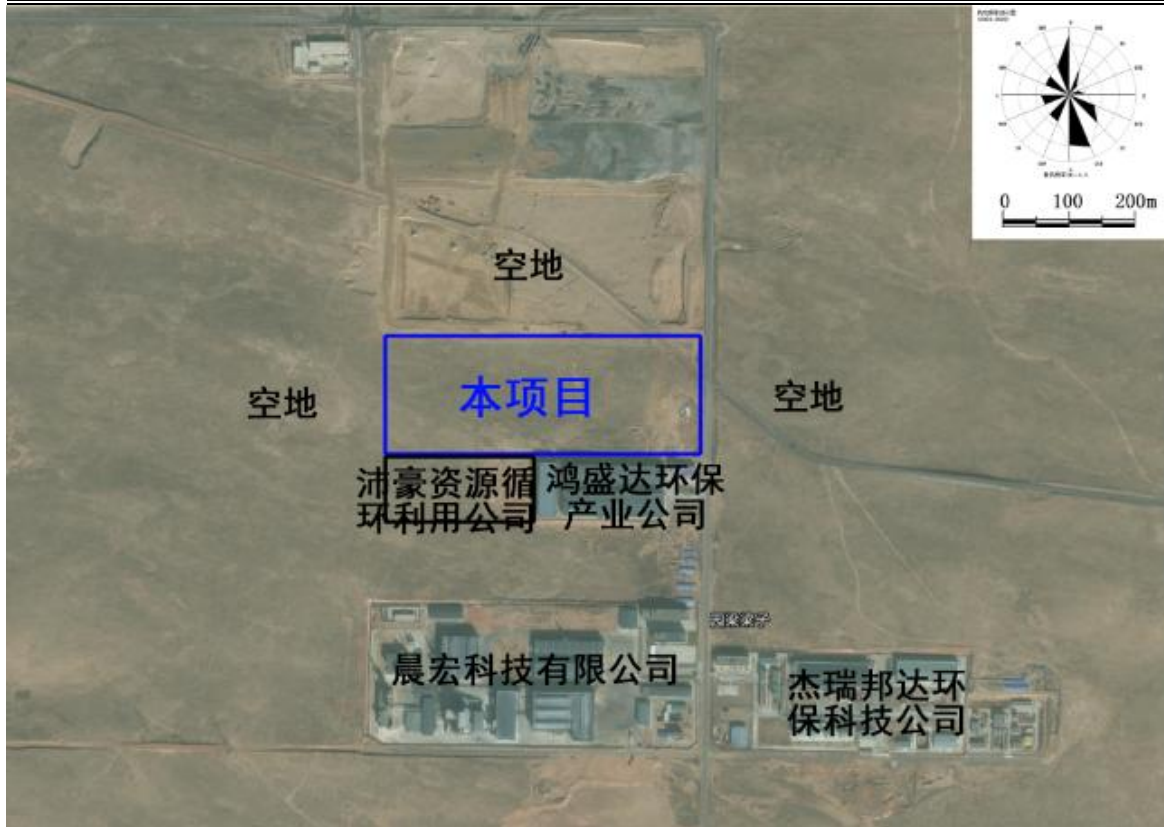 0 100 200m
空地
空地
本项目
空地
沛豪资源循
环利用公司
鸿盛达环保
产业公司
晨宏科技有限公司
杰瑞邦达环
保科技公司